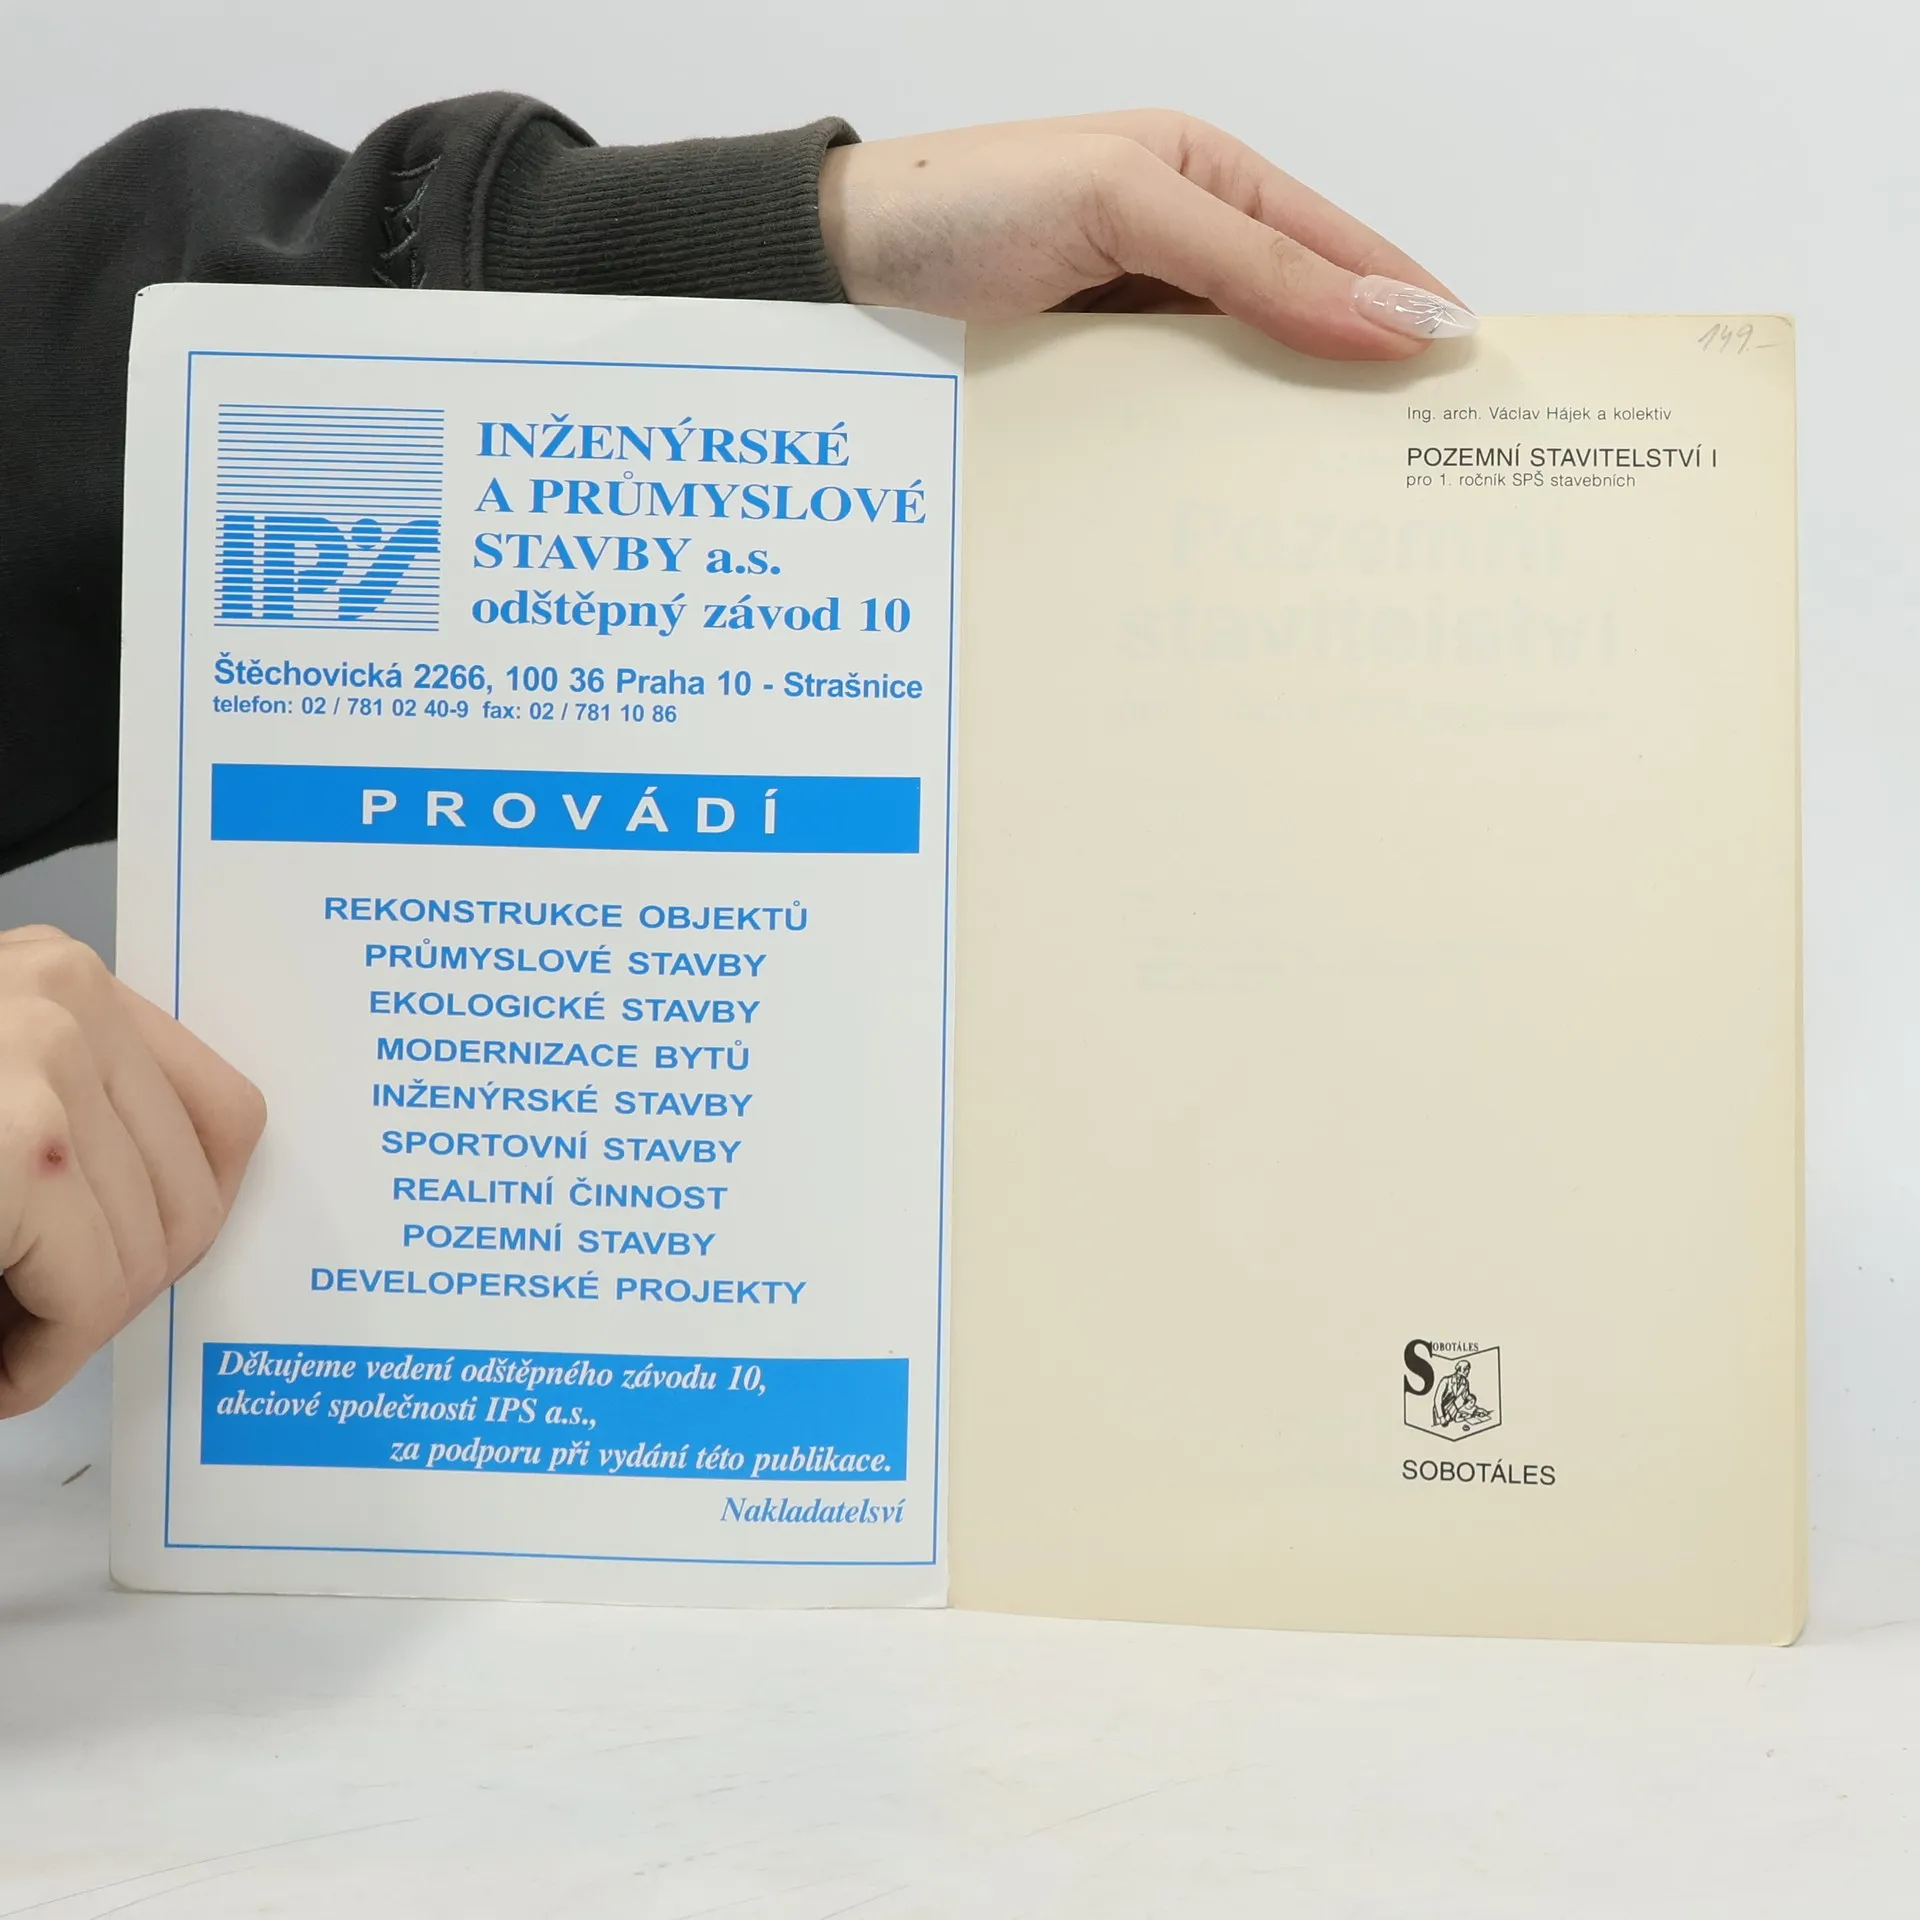 IPS
INŽENÝRSKÉ
A PRŮMYSLOVÉ
STAVBY a.s.
odštěpný závod 10
Štěchovická 2266, 100 36 Praha 10 - Strašnice
telefon: 02 / 781 02 40-9 fax: 02 / 781 10 86
PROVÁDÍ
REKONSTRUKCE OBJEKTŮ
PRŮMYSLOVÉ STAVBY
EKOLOGICKÉ STAVBY
MODERNIZACE BYTŮ
INŽENÝRSKÉ STAVBY
SPORTOVNÍ STAVBY
REALITNÍ ČINNOST
POZEMNÍ STAVBY
DEVELOPERSKÉ PROJEKTY
Děkujeme vedení odštěpného závodu 10,
akciové společnosti IPS a.s.,
za podporu při vydání této publikace.
Nakladatelsví
149.–
Ing. arch. Václav Hájek a kolektiv
POZEMNÍ STAVITELSTVÍ I
pro 1. ročník SPŠ stavebních
SOBOTÁLES
SOBOTÁLES